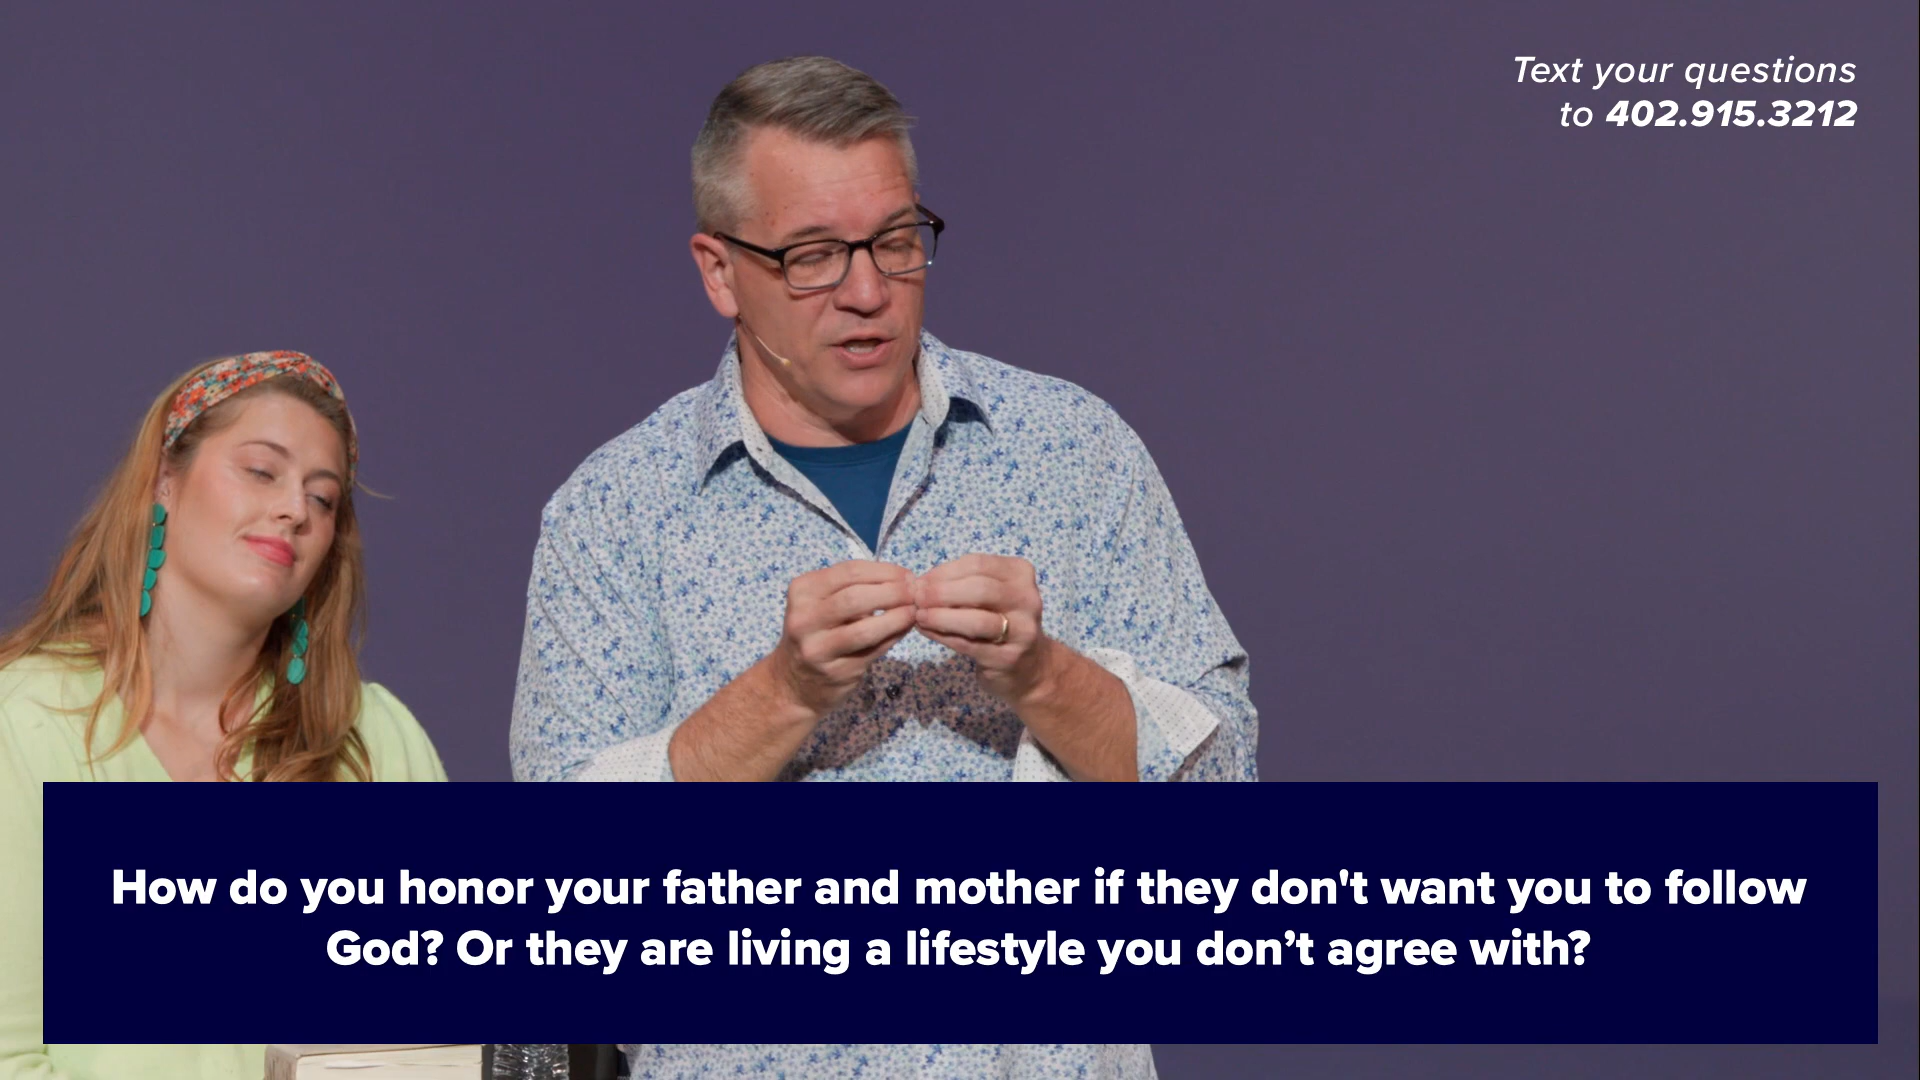 Text your questions
to 402.915.3212
How do you honor your father and mother if they don't want you to follow
God? Or they are living a lifestyle you don’t agree with?